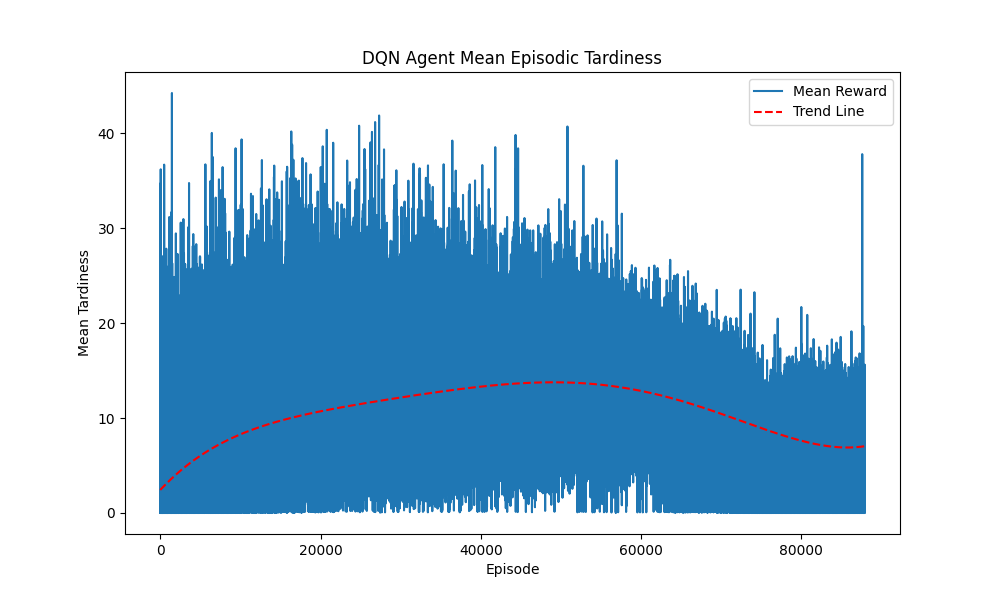 DQN Agent Mean Episodic Tardiness
Mean Reward
Trend Line
40
30
20
10
0
Mean Tardiness
0 20000 40000 60000 80000
Episode